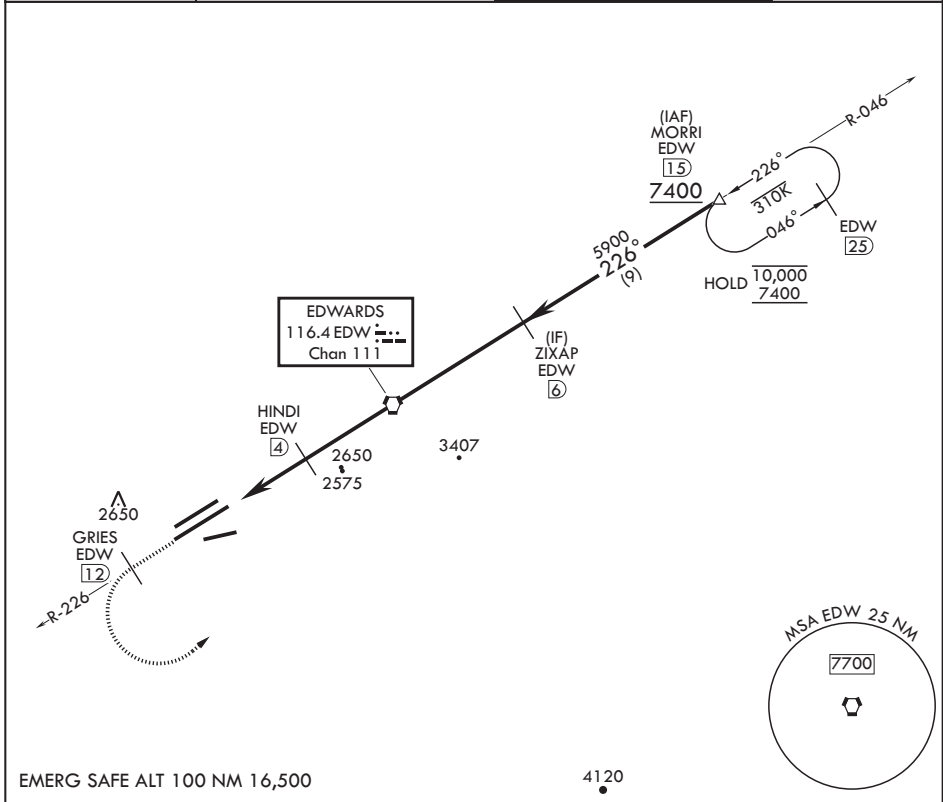 R-046
(IAF)
MORRI
EDW
15
7400
226°
310K
046°
EDW
25
HOLD 10,000
7400
5900
226°
(9)
(IF)
ZIXAP
EDW
6
EDWARDS
116.4 EDW
Chan 111
HINDI
EDW
4
2650
2575
3407
2650
GRIES
EDW
12
R-226
MSA EDW 25 NM
7700
EMERG SAFE ALT 100 NM 16,500
4120